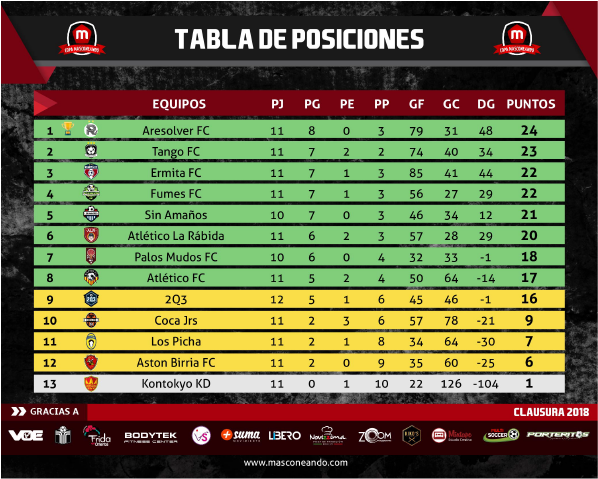 m
COPA MASCONEANDO
TABLA DE POSICIONES
m
COPA MASCONEANDO
EQUIPOS PJ PG PE PP GF GC DG PUNTOS
1 Aresolver FC 11 8 0 3 79 31 48 24
2 Tango FC 11 7 2 2 74 40 34 23
3 Ermita FC 11 7 1 3 85 41 44 22
4 Fumes FC 11 7 1 3 56 27 29 22
5 Sin Amaños 10 7 0 3 46 34 12 21
6 Atlético La Rábida 11 6 2 3 57 28 29 20
7 Palos Mudos FC 10 6 0 4 32 33 -1 18
8 Atlético FC 11 5 2 4 50 64 -14 17
9 2Q3 12 5 1 6 45 46 -1 16
10 Coca Jrs 11 2 3 6 57 78 -21 9
11 Los Picha 11 2 1 8 34 64 -30 7
12 Aston Birria FC 11 2 0 9 35 60 -25 6
13 Kontokyo KD 11 0 1 10 22 126 -104 1
GRACIAS A CLAUSURA 2018
VOE Frida BODYTEK FITNESS CENTER VS +suma LIBERO ZOOM SOCCER PORTERITOS
www.masconeando.com